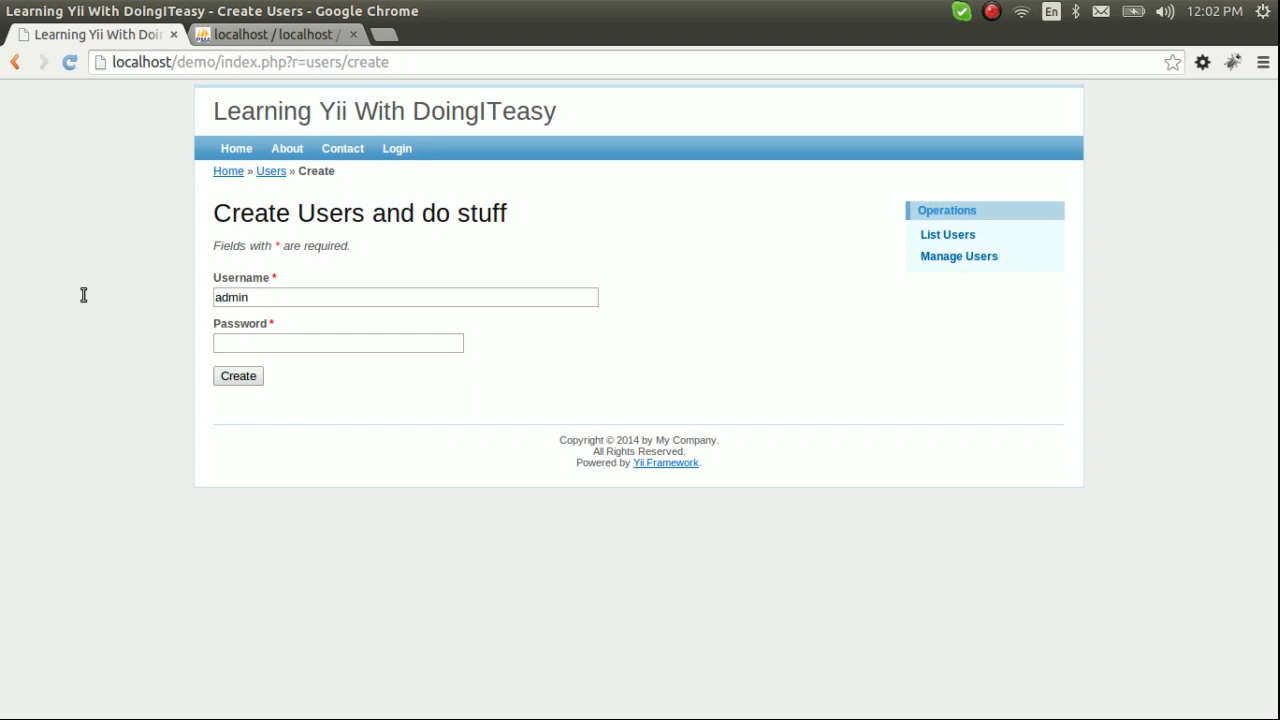 Learning Yii With DoingITeasy - Create Users - Google Chrome
En
12:02 PM
Learning Yii With Doin
localhost / localhost /
localhost/demo/index.php?r=users/create
Learning Yii With DoingITeasy
Home About Contact Login
Home » Users » Create
Create Users and do stuff
Fields with * are required.
Username *
admin
Password *
Create
Operations
List Users
Manage Users
Copyright © 2014 by My Company.
All Rights Reserved.
Powered by Yii Framework.